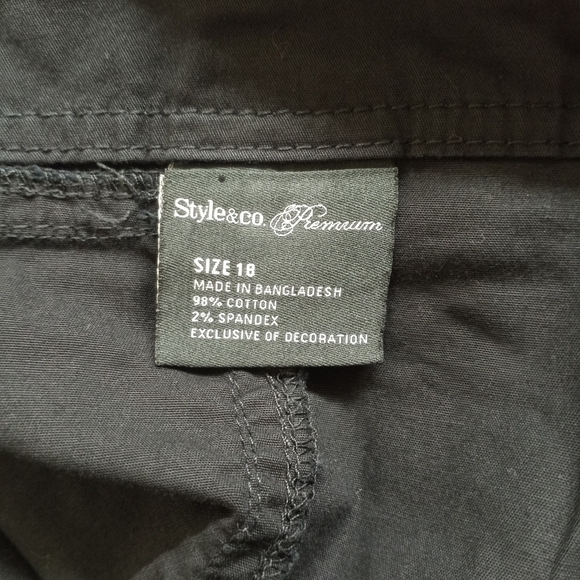 Style&co. Premium
SIZE 18
MADE IN BANGLADESH
98% COTTON
2% SPANDEX
EXCLUSIVE OF DECORATION